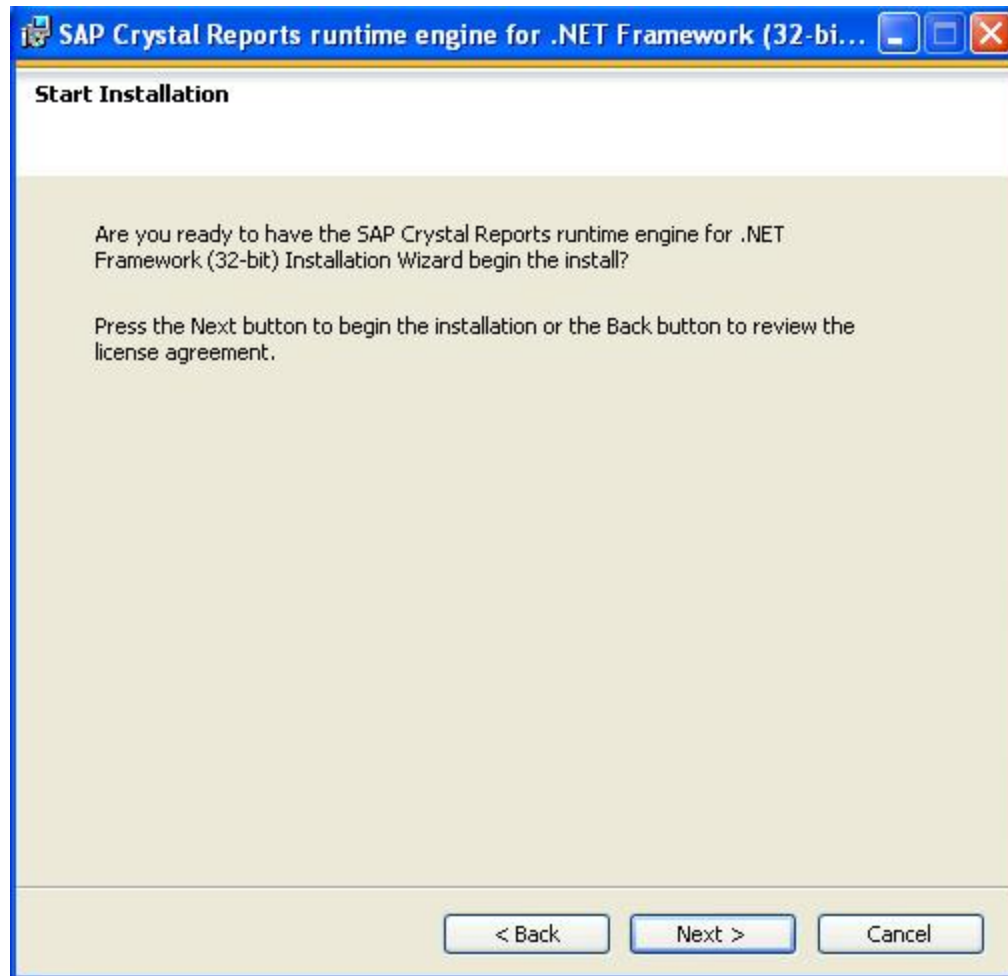 SAP Crystal Reports runtime engine for .NET Framework (32-bi...
Start Installation
Are you ready to have the SAP Crystal Reports runtime engine for .NET
Framework (32-bit) Installation Wizard begin the install?
Press the Next button to begin the installation or the Back button to review the
license agreement.
< Back Next > Cancel